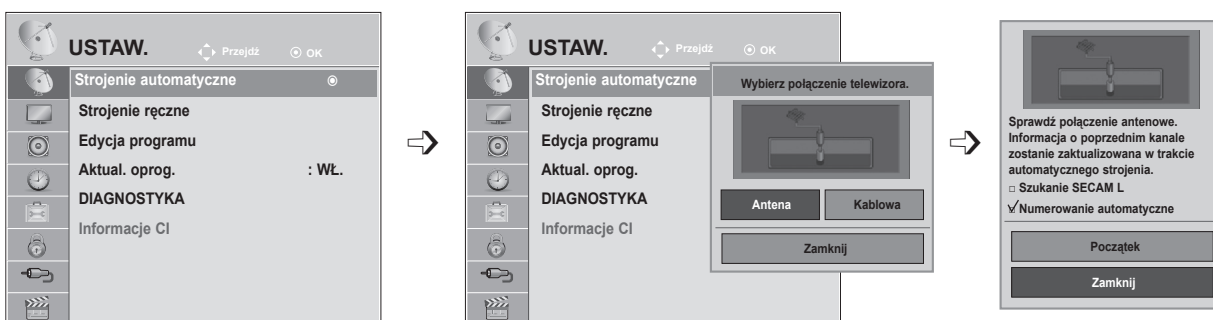 USTAW. Przejdź OK
Strojenie automatyczne
Strojenie ręczne
Edycja programu
Aktual. oprog. : WŁ.
DIAGNOSTYKA
Informacje CI
USTAW. Przejdź OK
Strojenie automatyczne
Strojenie ręczne
Edycja programu
Aktual. oprog.
DIAGNOSTYKA
Informacje CI
Wybierz połączenie telewizora.
Antena Kablowa
Zamknij
Sprawdź połączenie antenowe.
Informacja o poprzednim kanale
zostanie zaktualizowana w trakcie
automatycznego strojenia.
Szukanie SECAM L
Numerowanie automatyczne
Początek
Zamknij